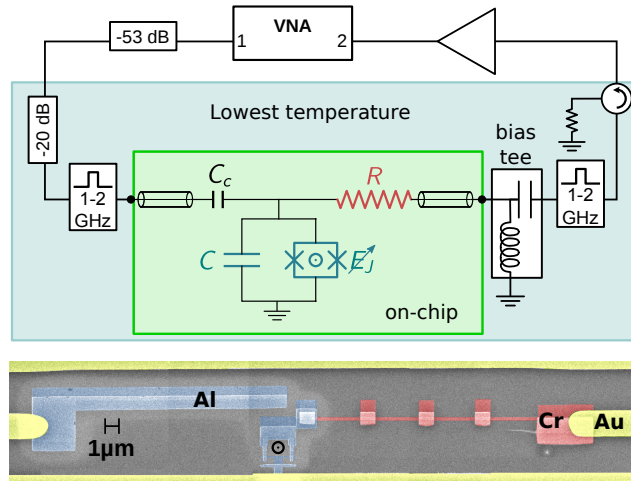 -53 dB
1 VNA 2
-20 dB
Lowest temperature
bias
tee
1-2
GHz
C_c
R
1-2
GHz
C
E_J
on-chip
Al
1μm
Cr
Au